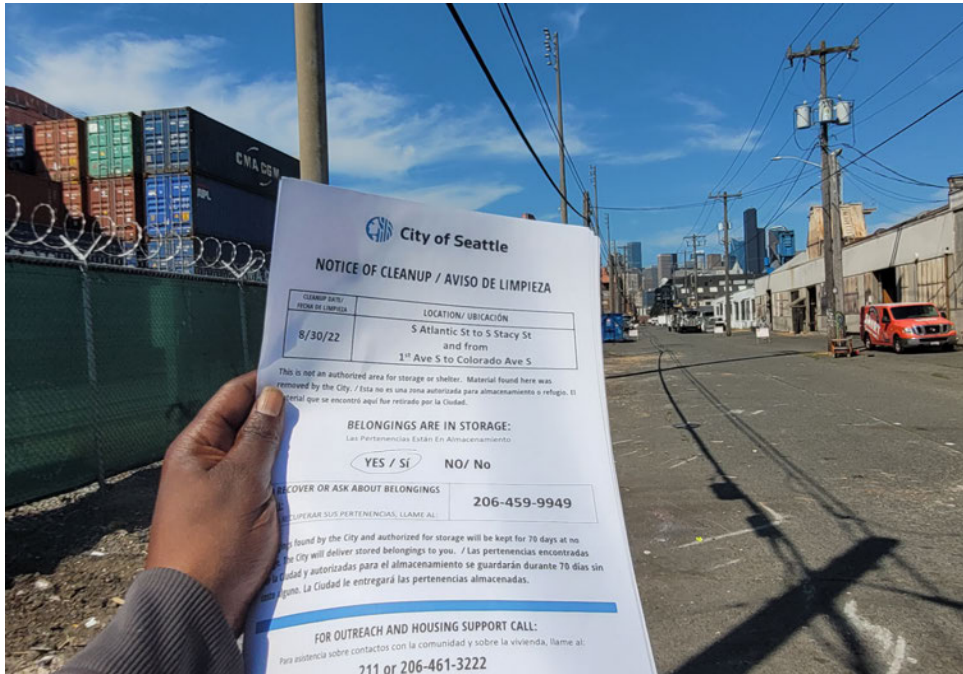 CMA CGM
APL
City of Seattle
NOTICE OF CLEANUP / AVISO DE LIMPIEZA
CLEANUP DATE/
FECHA DE LIMPIEZA
LOCATION/ UBICACIÓN
8/30/22
S Atlantic St to S Stacy St
and from
1st Ave S to Colorado Ave S
This is not an authorized area for storage or shelter. Material found here was
removed by the City. / Esta no es una zona autorizada para almacenamiento o refugio. El
material que se encontró aquí fue retirado por la Ciudad.
BELONGINGS ARE IN STORAGE:
Las Pertenencias Están En Almacenamiento
YES / Sí NO/ No
RECOVER OR ASK ABOUT BELONGINGS
RECUPERAR SUS PERTENENCIAS, LLAME AL:
206-459-9949
found by the City and authorized for storage will be kept for 70 days at no
The City will deliver stored belongings to you. / Las pertenencias encontradas
la Ciudad y autorizadas para el almacenamiento se guardarán durante 70 días sin
alguno. La Ciudad le entregará las pertenencias almacenadas.
FOR OUTREACH AND HOUSING SUPPORT CALL:
Para asistencia sobre contactos con la comunidad y sobre la vivienda, llame al:
211 or 206-461-3222